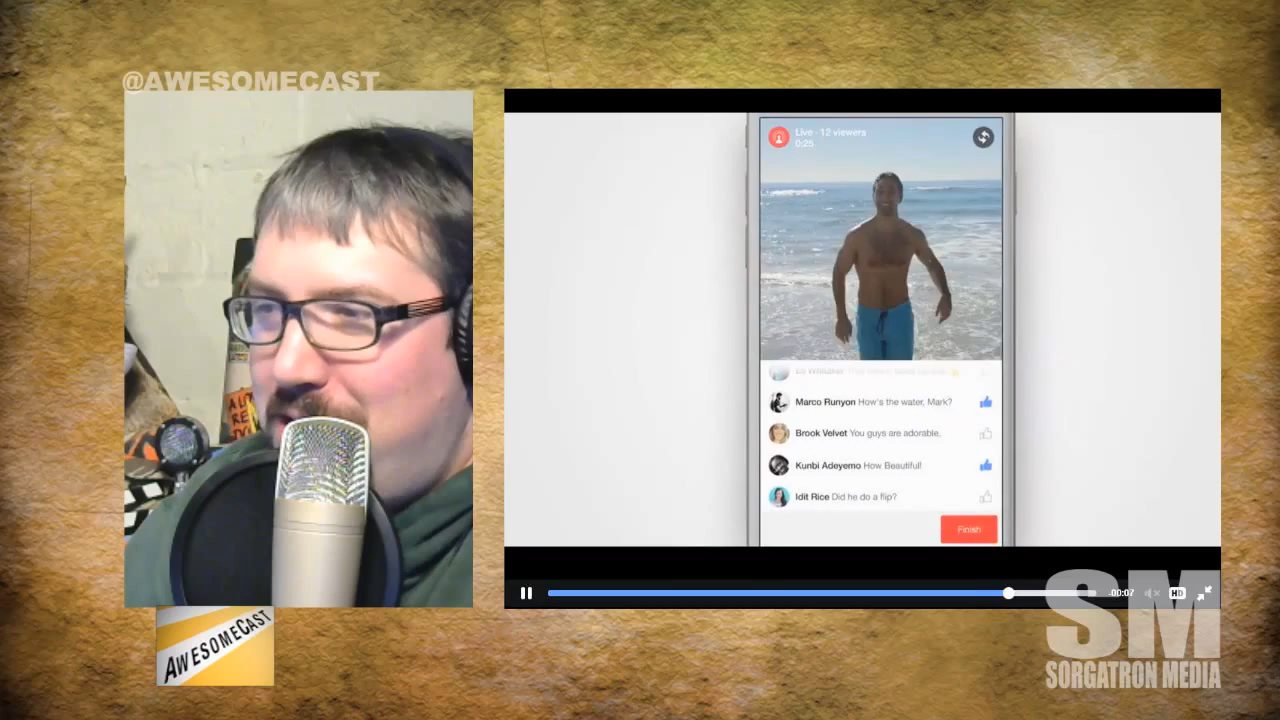 @AWESOMECAST
Live · 12 viewers
0:25
Marco Runyon How's the water, Mark?
Brook Velvet You guys are adorable.
Kunbi Adeyemo How Beautiful!
Idit Rice Did he do a flip?
Finish
-00:07
HD
AWESOMECAST
SM
SORGATRON MEDIA